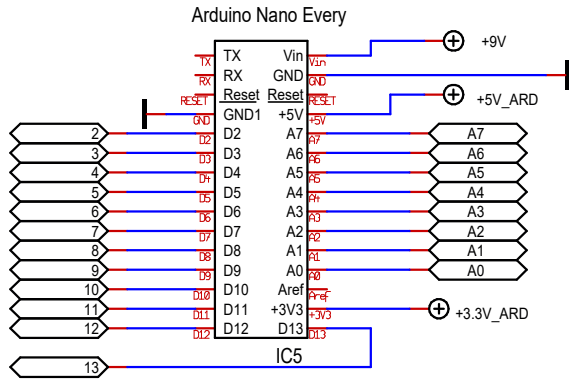 Arduino Nano Every
TX TX Vin Vin +9V
RX RX GND GND
RESET Reset Reset RESET
GND GND1 +5V +5V +5V_ARD
2 D2 D2 A7 A7 A7
3 D3 D3 A6 A6 A6
4 D4 D4 A5 A5 A5
5 D5 D5 A4 A4 A4
6 D6 D6 A3 A3 A3
7 D7 D7 A2 A2 A2
8 D8 D8 A1 A1 A1
9 D9 D9 A0 A0 A0
10 D10 D10 Aref Aref
11 D11 D11 +3V3 +3V3 +3.3V_ARD
12 D12 D12 D13 D13
IC5
13